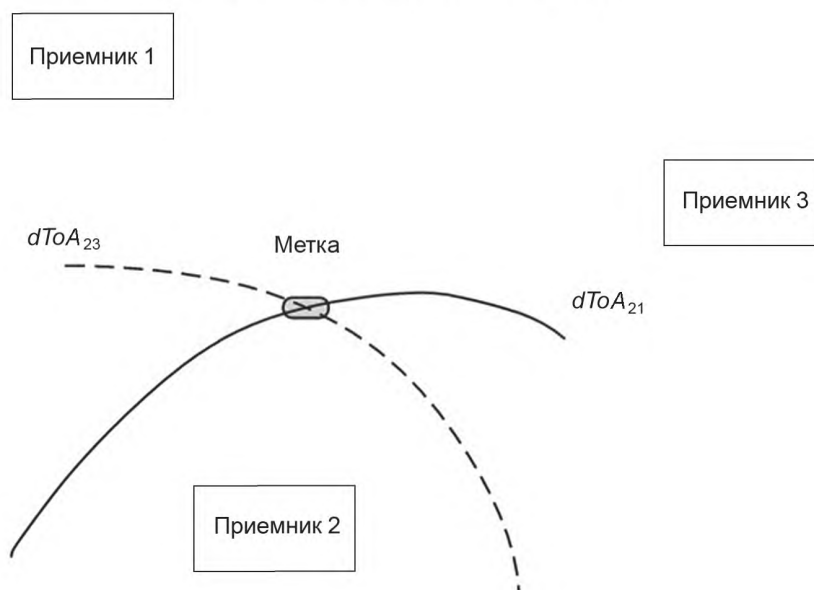 Приемник 1
Приемник 3
dToA23
Метка
dToA21
Приемник 2